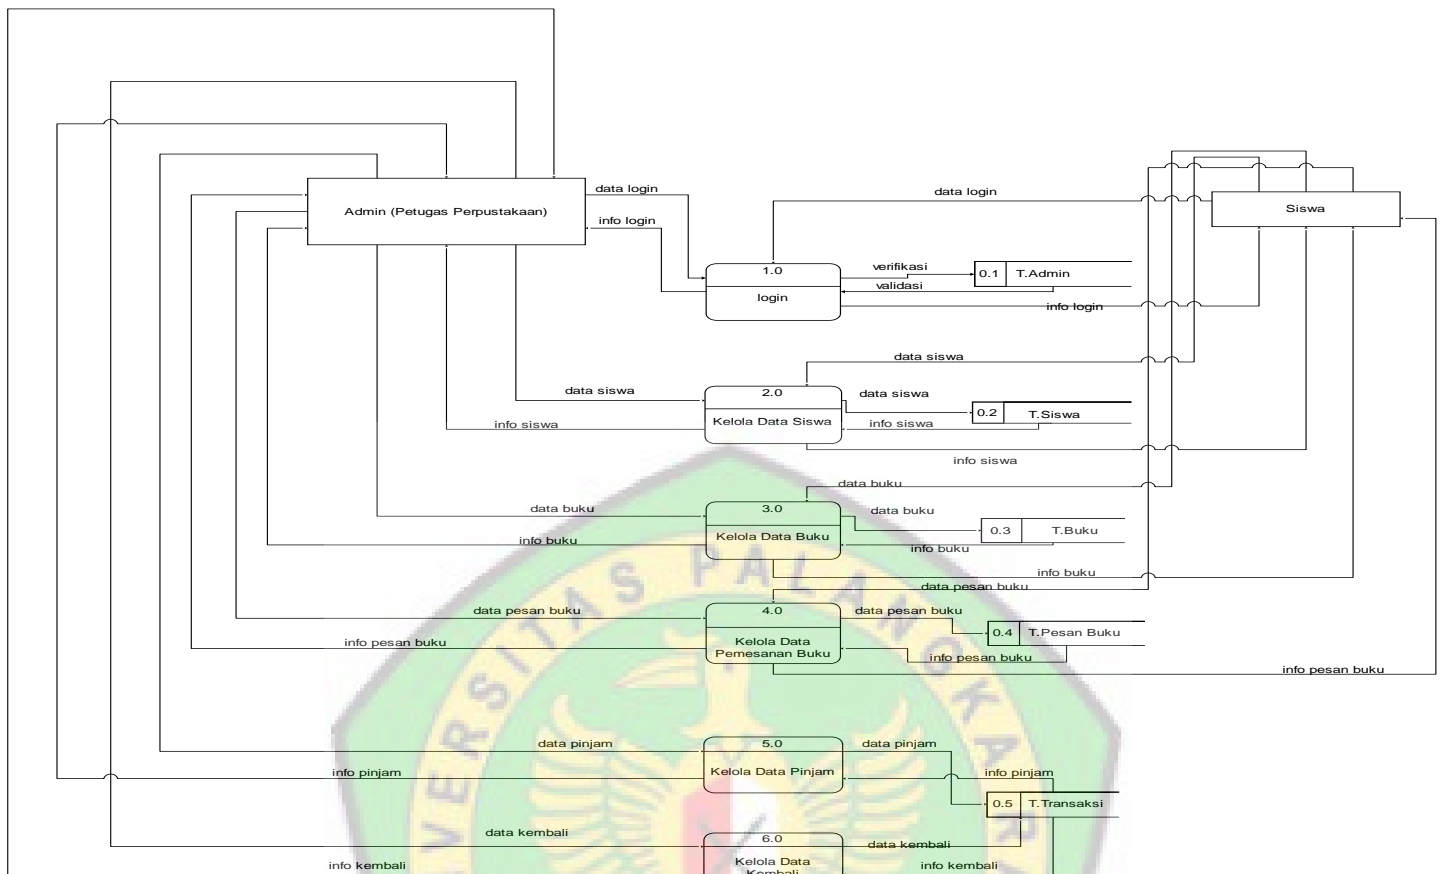 Admin (Petugas Perpustakaan)
data login
info login
data login
Siswa
1.0
login
verifikasi
validasi
0.1 T.Admin
info login
data siswa
data siswa
2.0
Kelola Data Siswa
data siswa
0.2 T.Siswa
info siswa
info siswa
info siswa
data buku
data buku
3.0
Kelola Data Buku
data buku
0.3 T.Buku
info buku
info buku
info buku
data pesan buku
data pesan buku
4.0
Kelola Data
Pemesanan Buku
data pesan buku
0.4 T.Pesan Buku
info pesan buku
info pesan buku
info pesan buku
data pinjam
5.0
Kelola Data Pinjam
data pinjam
info pinjam
info pinjam
0.5 T.Transaksi
data kembali
6.0
Kelola Data
Kembali
data kembali
info kembali
info kembali
VERSITAS PALANGKARA